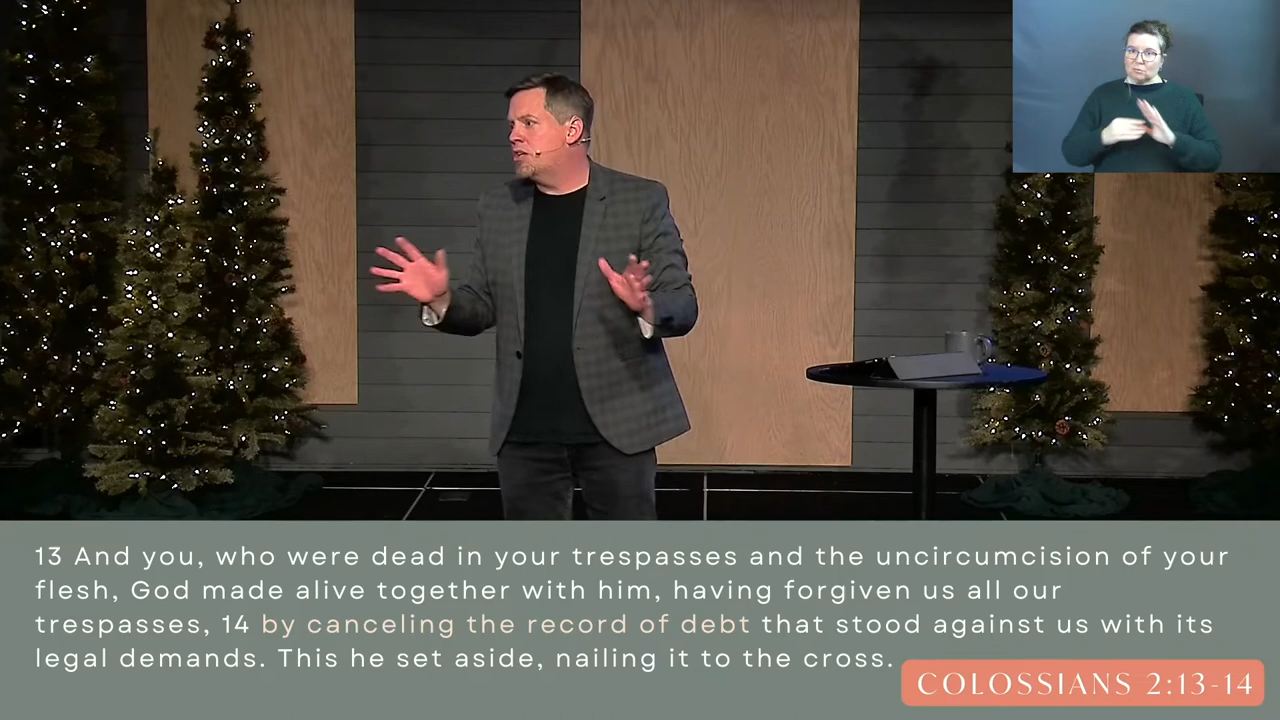 13 And you, who were dead in your trespasses and the uncircumcision of your
flesh, God made alive together with him, having forgiven us all our
trespasses, 14 by canceling the record of debt that stood against us with its
legal demands. This he set aside, nailing it to the cross.
COLOSSIANS 2:13-14